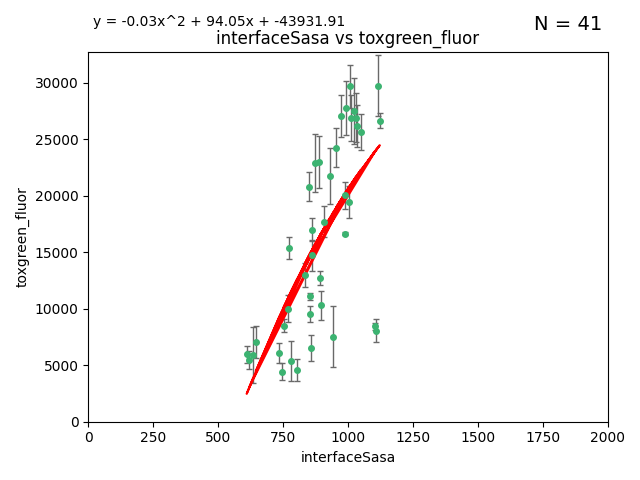 y = -0.03x^2 + 94.05x + -43931.91
N = 41
interfaceSasa vs toxgreen_fluor
30000
25000
20000
15000
10000
5000
0
toxgreen_fluor
0 250 500 750 1000 1250 1500 1750 2000
interfaceSasa